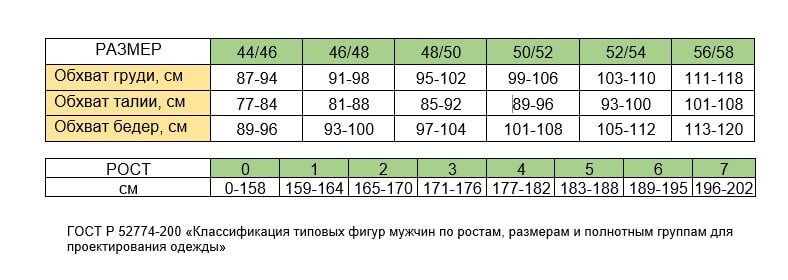 РАЗМЕР 44/46 46/48 48/50 50/52 52/54 56/58
Обхват груди, см 87-94 91-98 95-102 99-106 103-110 111-118
Обхват талии, см 77-84 81-88 85-92 89-96 93-100 101-108
Обхват бедер, см 89-96 93-100 97-104 101-108 105-112 113-120
РОСТ 0 1 2 3 4 5 6 7
см 0-158 159-164 165-170 171-176 177-182 183-188 189-195 196-202
ГОСТ Р 52774-200 «Классификация типовых фигур мужчин по ростам, размерам и полнотным группам для
проектирования одежды»